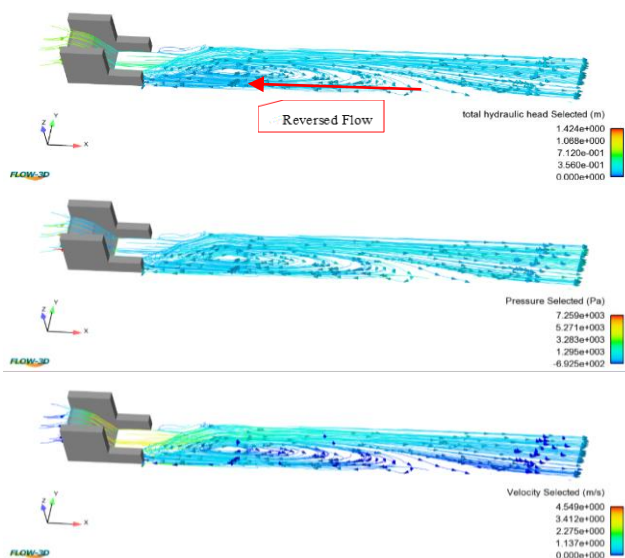 Reversed Flow
total hydraulic head Selected (m)
1.424e+000
1.068e+000
7.120e-001
3.560e-001
0.000e+000
Z Y X
FLOW-3D
Pressure Selected (Pa)
7.259e+003
5.271e+003
3.283e+003
1.295e+003
-6.925e+002
Z Y X
FLOW-3D
Velocity Selected (m/s)
4.549e+000
3.412e+000
2.275e+000
1.137e+000
0.000e+000
Z Y X
FLOW-3D